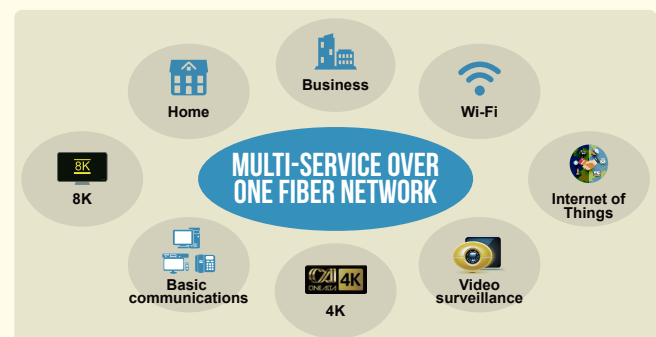 Business
Home
Wi-Fi
8K
8K
MULTI-SERVICE OVER
ONE FIBER NETWORK
Internet of
Things
Basic
communications
4K
4K
Video
surveillance